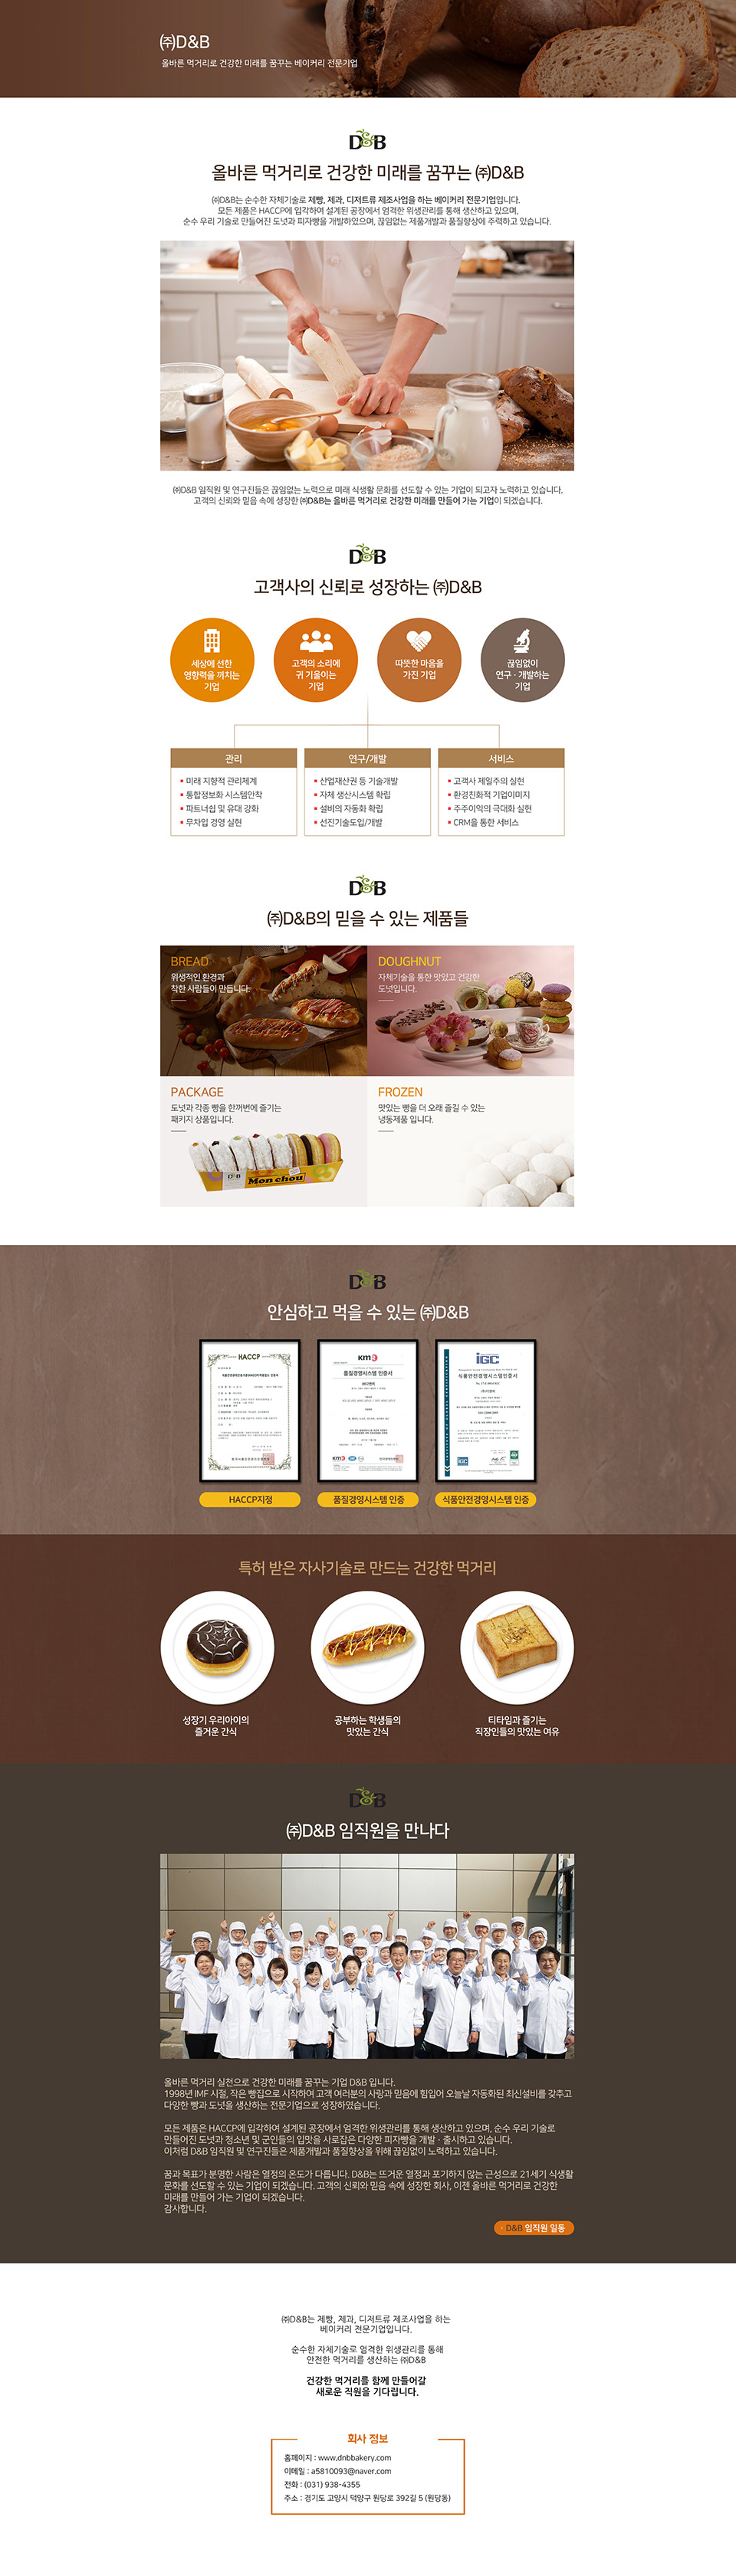 ㈜D&B
올바른 먹거리로 건강한 미래를 꿈꾸는 베이커리 전문기업
D&B
올바른 먹거리로 건강한 미래를 꿈꾸는 ㈜D&B
㈜D&B는 순수한 자체기술로 제빵, 제과, 디저트류 제조사업을 하는 베이커리 전문기업입니다.
모든 제품은 HACCP에 입각하여 설계된 공장에서 엄격한 위생관리를 통해 생산하고 있으며,
순수 우리 기술로 만들어진 도넛과 피자빵을 개발하였으며, 끊임없는 제품개발과 품질향상에 주력하고 있습니다.
㈜D&B 임직원 및 연구진들은 끊임없는 노력으로 미래 식생활 문화를 선도할 수 있는 기업이 되고자 노력하고 있습니다.
고객의 신뢰와 믿음 속에 성장한 ㈜D&B는 올바른 먹거리로 건강한 미래를 만들어 가는 기업이 되겠습니다.
D&B
고객사의 신뢰로 성장하는 ㈜D&B
세상에 선한
영향력을 끼치는
기업
고객의 소리에
귀 기울이는
기업
따뜻한 마음을
가진 기업
끊임없이
연구 · 개발하는
기업
관리
• 미래 지향적 관리체계
• 통합정보화 시스템안착
• 파트너쉽 및 유대 강화
• 무차입 경영 실현
연구/개발
• 산업재산권 등 기술개발
• 자체 생산시스템 확립
• 설비의 자동화 확립
• 선진기술도입/개발
서비스
• 고객사 제일주의 실현
• 환경친화적 기업이미지
• 주주이익의 극대화 실현
• CRM을 통한 서비스
D&B
㈜D&B의 믿을 수 있는 제품들
BREAD
위생적인 환경과
착한 사람들이 만듭니다.
DOUGHNUT
자체기술을 통한 맛있고 건강한
도넛입니다.
PACKAGE
도넛과 각종 빵을 한꺼번에 즐기는
패키지 상품입니다.
D&B
Mon chou
FROZEN
맛있는 빵을 더 오래 즐길 수 있는
냉동제품 입니다.
D&B
안심하고 먹을 수 있는 ㈜D&B
HACCP
HACCP지정
품질경영시스템 인증서
품질경영시스템 인증
IGC
식품안전경영시스템인증서
식품안전경영시스템 인증
특허 받은 자사기술로 만드는 건강한 먹거리
성장기 우리아이의
즐거운 간식
공부하는 학생들의
맛있는 간식
티타임과 즐기는
직장인들의 맛있는 여유
D&B
㈜D&B 임직원을 만나다
올바른 먹거리 실천으로 건강한 미래를 꿈꾸는 기업 D&B 입니다.
1998년 IMF 시절, 작은 빵집으로 시작하여 고객 여러분의 사랑과 믿음에 힘입어 오늘날 자동화된 최신설비를 갖추고
다양한 빵과 도넛을 생산하는 전문기업으로 성장하였습니다.
모든 제품은 HACCP에 입각하여 설계된 공장에서 엄격한 위생관리를 통해 생산하고 있으며, 순수 우리 기술로
만들어진 도넛과 청소년 및 군인들의 입맛을 사로잡은 다양한 피자빵을 개발 · 출시하고 있습니다.
이처럼 D&B 임직원 및 연구진들은 제품개발과 품질향상을 위해 끊임없이 노력하고 있습니다.
꿈과 목표가 분명한 사람은 열정의 온도가 다릅니다. D&B는 뜨거운 열정과 포기하지 않는 근성으로 21세기 식생활
문화를 선도할 수 있는 기업이 되겠습니다. 고객의 신뢰와 믿음 속에 성장한 회사, 이젠 올바른 먹거리로 건강한
미래를 만들어 가는 기업이 되겠습니다.
감사합니다.
· D&B 임직원 일동
㈜D&B는 제빵, 제과, 디저트류 제조사업을 하는
베이커리 전문기업입니다.
순수한 자체기술로 엄격한 위생관리를 통해
안전한 먹거리를 생산하는 ㈜D&B
건강한 먹거리를 함께 만들어갈
새로운 직원을 기다립니다.
회사 정보
홈페이지 : www.dnbbakery.com
이메일 : a5810093@naver.com
전화 : (031) 938-4355
주소 : 경기도 고양시 덕양구 원당로 392길 5 (원당동)